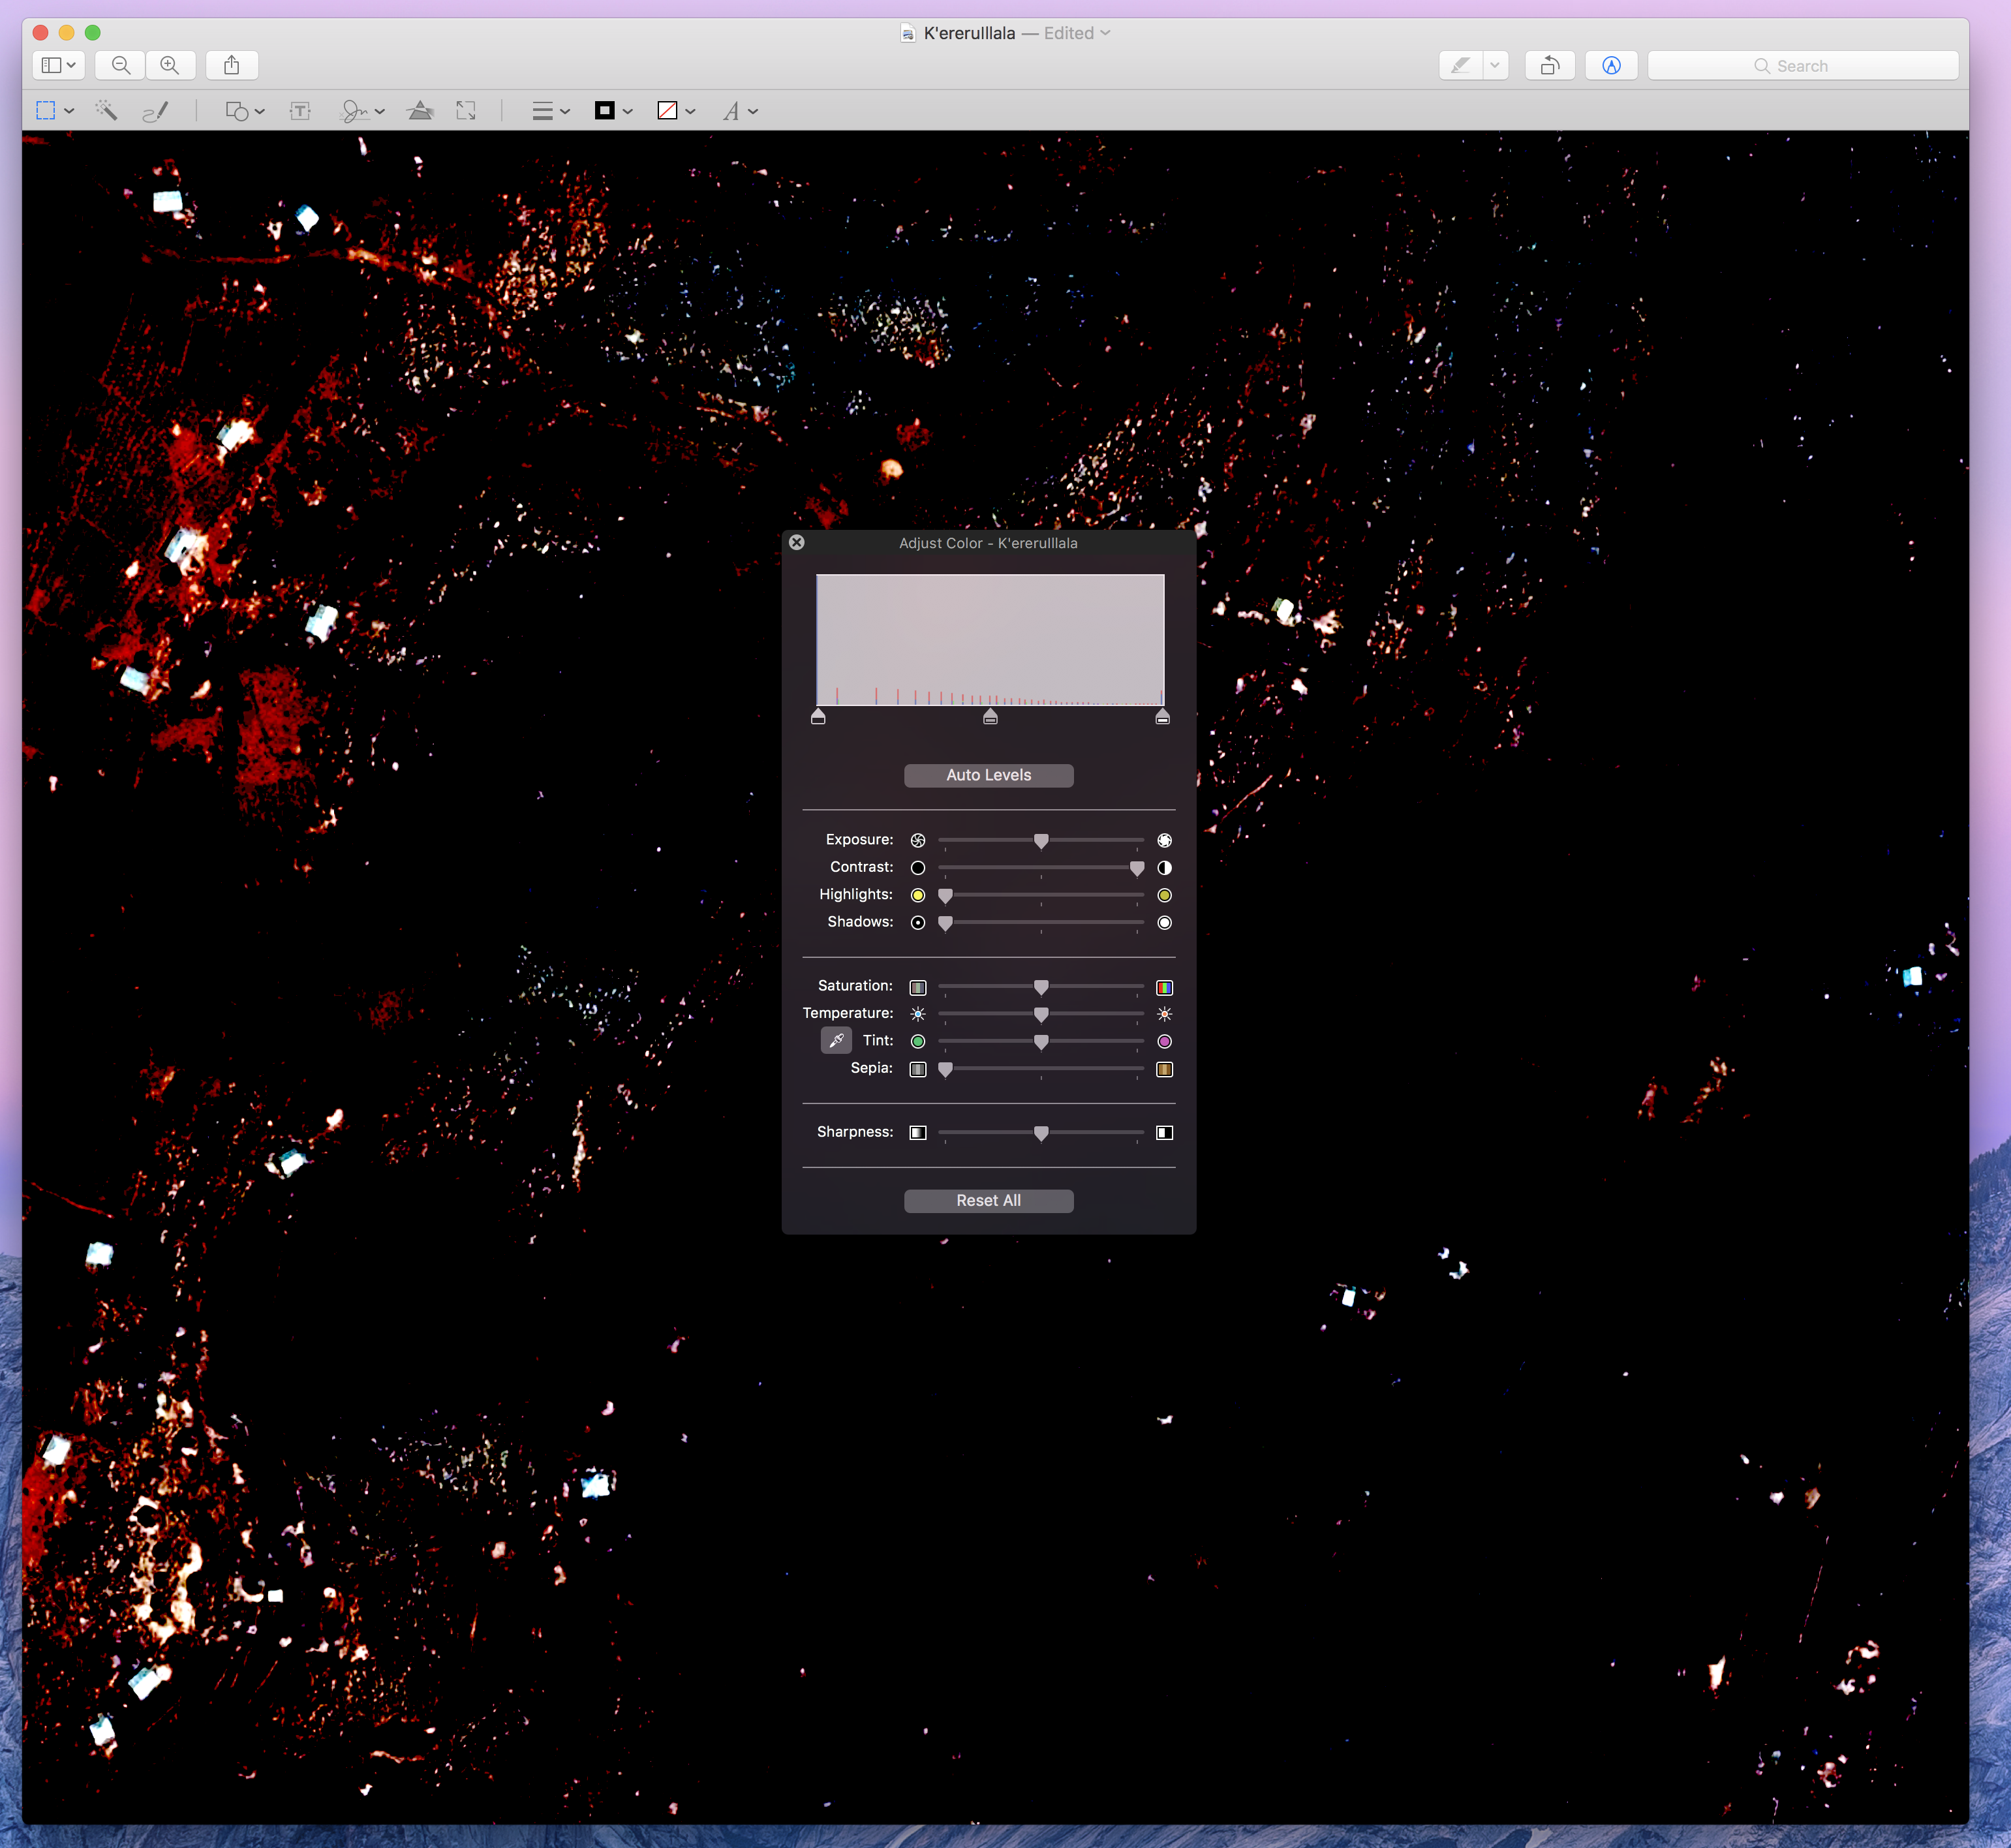 K'ererulllala — Edited
Search
Adjust Color - K'ererulllala
Auto Levels
Exposure:
Contrast:
Highlights:
Shadows:
Saturation:
Temperature:
Tint:
Sepia:
Sharpness:
Reset All